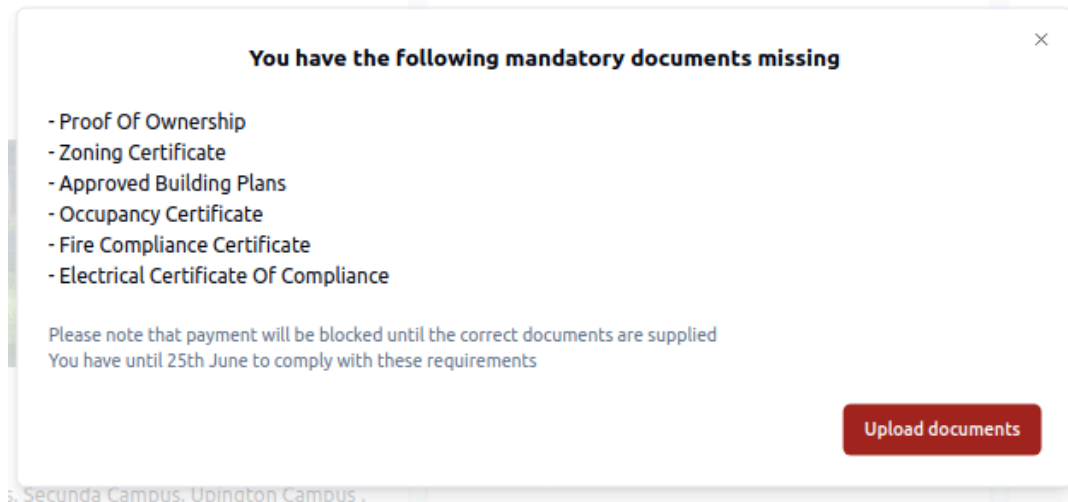 You have the following mandatory documents missing
- Proof Of Ownership
- Zoning Certificate
- Approved Building Plans
- Occupancy Certificate
- Fire Compliance Certificate
- Electrical Certificate Of Compliance
Please note that payment will be blocked until the correct documents are supplied
You have until 25th June to comply with these requirements
Upload documents
s, Secunda Campus, Upington Campus ,